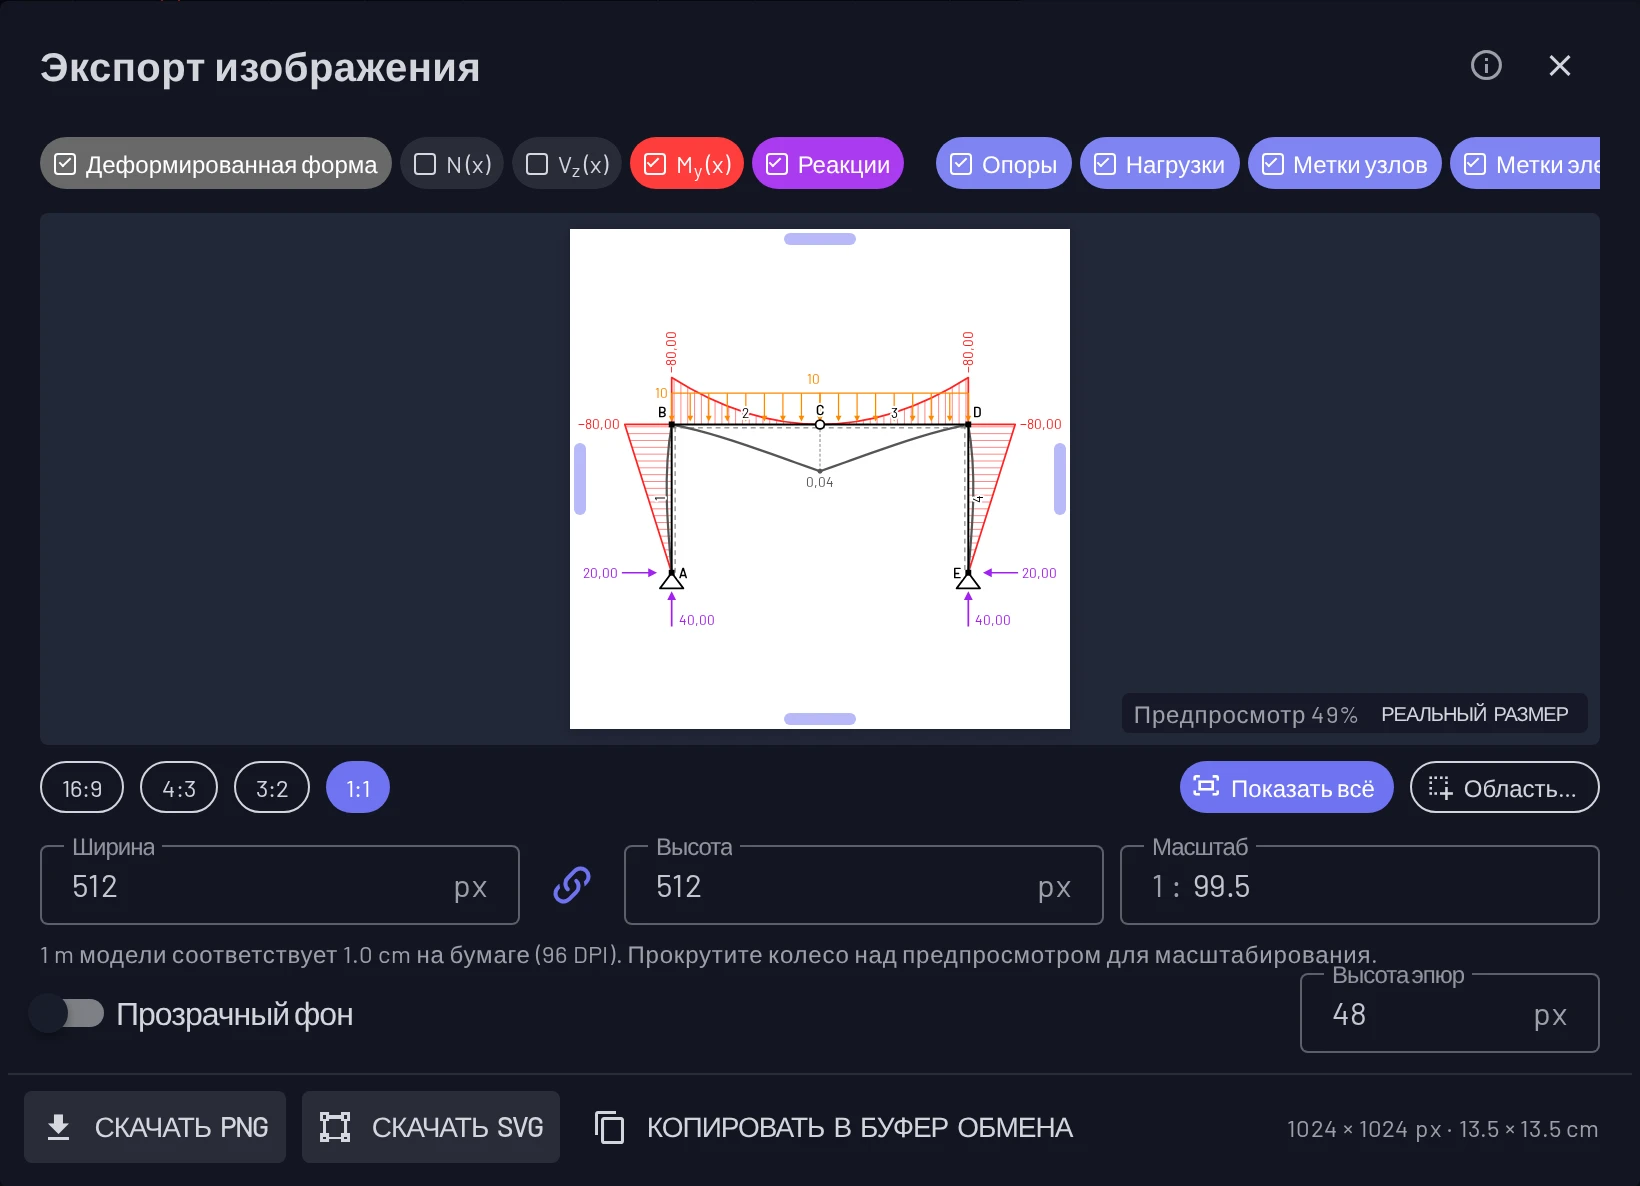 Экспорт изображения
Деформированная форма N(x) Vz(x) My(x) Реакции Опоры Нагрузки Метки узлов Метки эле
−80,00 −80,00
10
10
B 2 C 3 D
−80,00 −80,00
0,04
1 4
20,00 A E 20,00
40,00 40,00
Предпросмотр 49% РЕАЛЬНЫЙ РАЗМЕР
16:9 4:3 3:2 1:1 Показать всё Область...
Ширина Высота Масштаб
512 px 512 px 1 : 99.5
1 m модели соответствует 1.0 cm на бумаге (96 DPI). Прокрутите колесо над предпросмотром для масштабирования.
Высота эпюр
Прозрачный фон 48 px
СКАЧАТЬ PNG СКАЧАТЬ SVG КОПИРОВАТЬ В БУФЕР ОБМЕНА 1024 × 1024 px · 13.5 × 13.5 cm